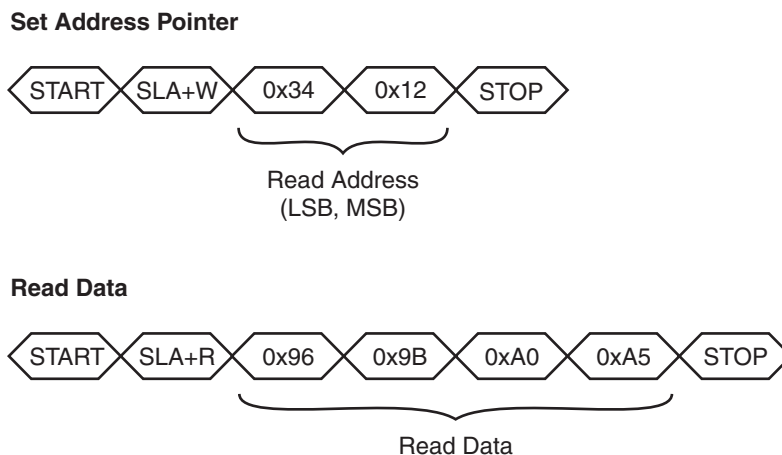 Set Address Pointer
START SLA+W 0x34 0x12 STOP
Read Address
(LSB, MSB)
Read Data
START SLA+R 0x96 0x9B 0xA0 0xA5 STOP
Read Data